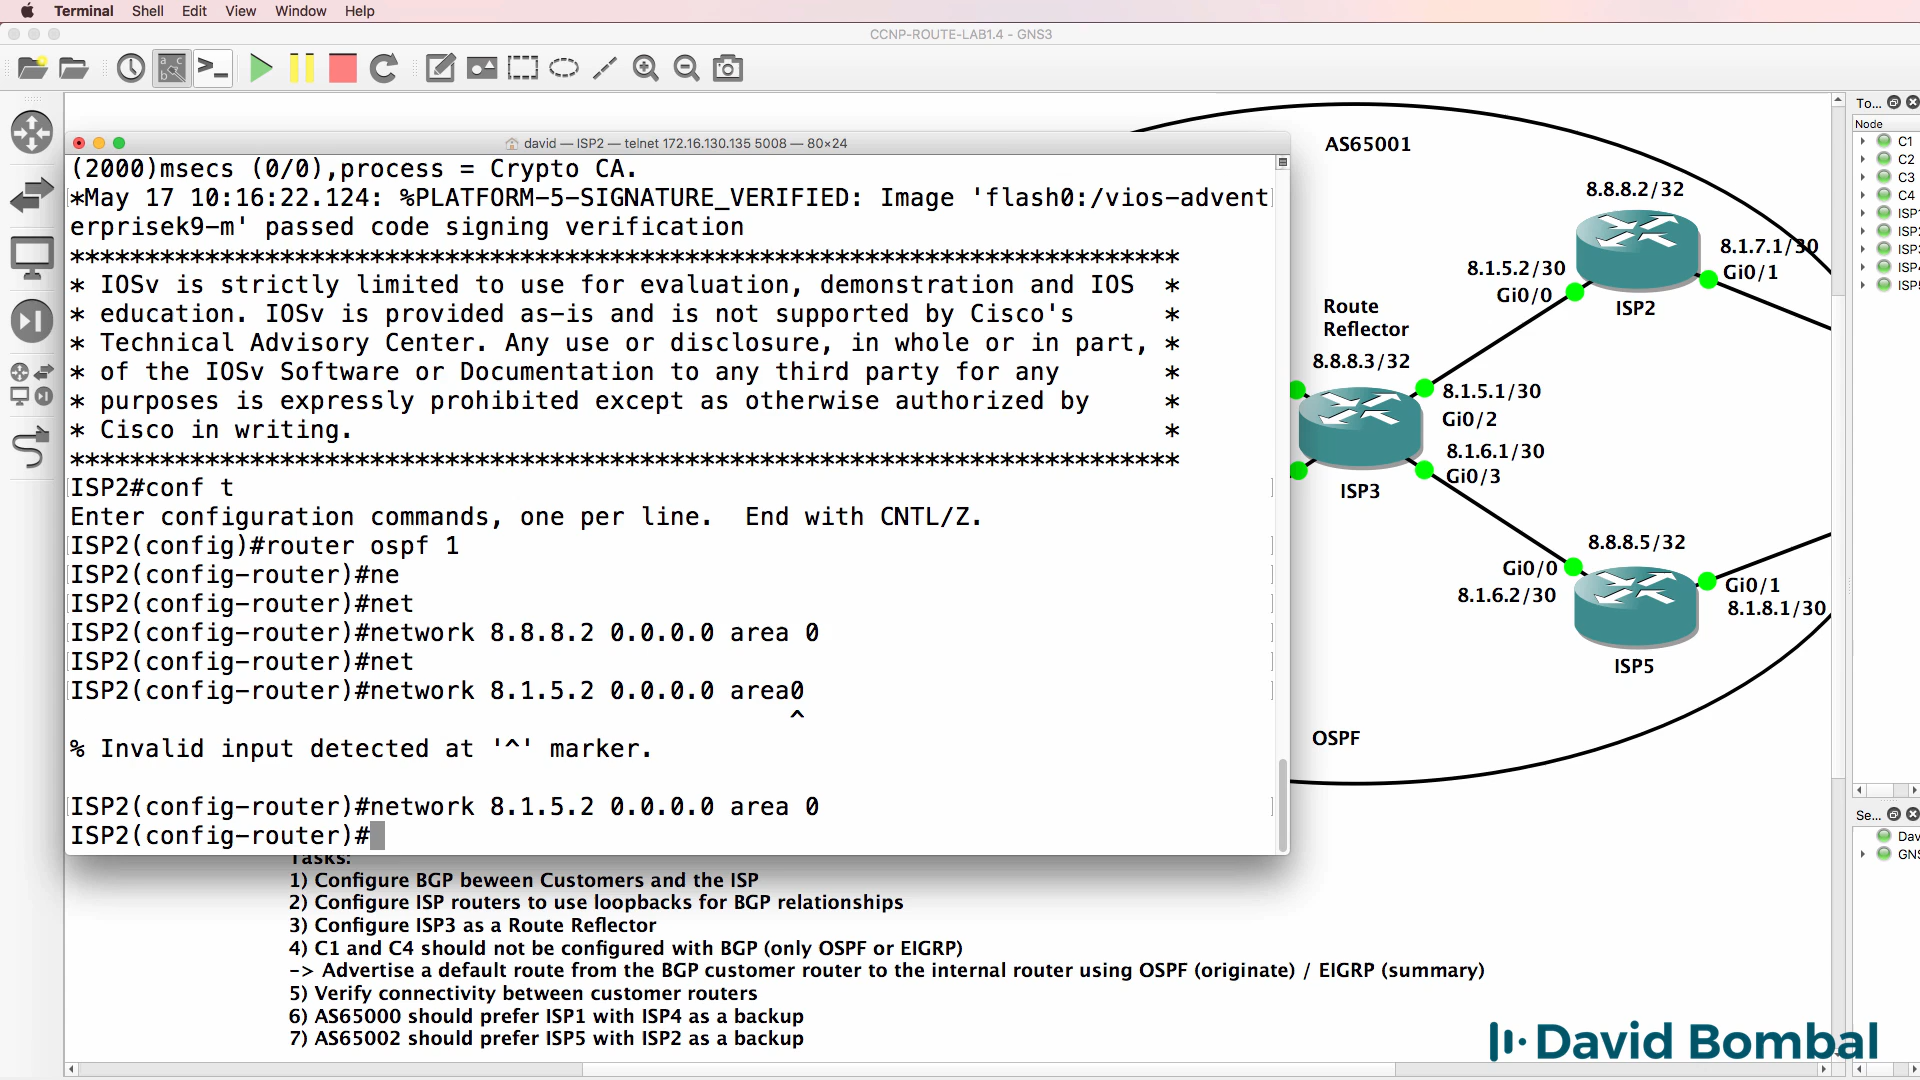 Terminal Shell Edit View Window Help
CCNP-ROUTE-LAB1.4 - GNS3
david — ISP2 — telnet 172.16.130.135 5008 — 80×24
(2000)msecs (0/0),process = Crypto CA.
*May 17 10:16:22.124: %PLATFORM-5-SIGNATURE_VERIFIED: Image 'flash0:/vios-advent
erprisek9-m' passed code signing verification
**************************************************************************
* IOSv is strictly limited to use for evaluation, demonstration and IOS  *
* education. IOSv is provided as-is and is not supported by Cisco's      *
* Technical Advisory Center. Any use or disclosure, in whole or in part, *
* of the IOSv Software or Documentation to any third party for any       *
* purposes is expressly prohibited except as otherwise authorized by     *
* Cisco in writing.                                                      *
**************************************************************************
ISP2#conf t
Enter configuration commands, one per line.  End with CNTL/Z.
ISP2(config)#router ospf 1
ISP2(config-router)#ne
ISP2(config-router)#net
ISP2(config-router)#network 8.8.8.2 0.0.0.0 area 0
ISP2(config-router)#net
ISP2(config-router)#network 8.1.5.2 0.0.0.0 area0
^
% Invalid input detected at '^' marker.
ISP2(config-router)#network 8.1.5.2 0.0.0.0 area 0
ISP2(config-router)#
AS65001
8.8.8.2/32
8.1.7.1/30
Gi0/1
8.1.5.2/30
Gi0/0
ISP2
Route
Reflector
8.8.8.3/32
8.1.5.1/30
Gi0/2
8.1.6.1/30
Gi0/3
ISP3
8.8.8.5/32
Gi0/0
8.1.6.2/30
Gi0/1
8.1.8.1/30
ISP5
OSPF
To...
Node
C1
C2
C3
C4
ISP1
ISP2
ISP3
ISP4
ISP5
Se...
Dav
GNS
Tasks:
1) Configure BGP beween Customers and the ISP
2) Configure ISP routers to use loopbacks for BGP relationships
3) Configure ISP3 as a Route Reflector
4) C1 and C4 should not be configured with BGP (only OSPF or EIGRP)
-> Advertise a default route from the BGP customer router to the internal router using OSPF (originate) / EIGRP (summary)
5) Verify connectivity between customer routers
6) AS65000 should prefer ISP1 with ISP4 as a backup
7) AS65002 should prefer ISP5 with ISP2 as a backup
David Bombal